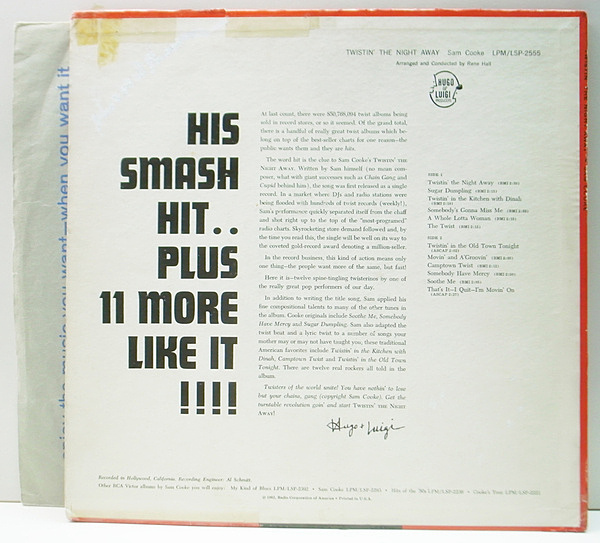 TWISTIN' THE NIGHT AWAY Sam Cooke LPM/LSP-2555
Arranged and Conducted by Rene Hall
HUGO
&
LUIGI
PRODUCERS
HIS
SMASH
HIT..
PLUS
11 MORE
LIKE IT
!!!!
At last count, there were 850,768,094 twist albums being
sold in record stores, or so it seemed. Of the grand total,
there is a handful of really great twist albums which be-
long on top of the best-seller charts for one reason—the
public wants them and they are hits.
The word hit is the clue to Sam Cooke's TWISTIN' THE
NIGHT AWAY. Written by Sam himself (no mean com-
poser, what with giant successes such as Chain Gang and
Cupid behind him), the song was first released as a single
record. In a market where DJs and radio stations were
being flooded with hundreds of twist records (weekly!),
Sam's performance quickly separated itself from the chaff
and shot right up to the top of the "most-programed"
radio charts. Skyrocketing store demand followed and, by
the time you read this, the single will be well on its way to
the coveted gold-record award denoting a million-seller.
In the record business, this kind of action means only
one thing—the people want more of the same, but fast!
Here it is—twelve spine-tingling twisterinos by one of
the really great pop performers of our day.
In addition to writing the title song, Sam applied his
fine compositional talents to many of the other tunes in
the album. Cooke originals include Soothe Me, Somebody
Have Mercy and Sugar Dumpling. Sam also adapted the
twist beat and a lyric twist to a number of songs your
mother may or may not have taught you; these traditional
American favorites include Twistin' in the Kitchen with
Dinah, Camptown Twist and Twistin' in the Old Town
Tonight. There are twelve real rockers all told in the
album.
Twisters of the world unite! You have nothin' to lose
but your chains, gang (copyright Sam Cooke). Get the
turntable revolution goin' and start TWISTIN' THE NIGHT
AWAY!
Hugo & Luigi
SIDE 1
Twistin' the Night Away
Sugar Dumpling
Twistin' in the Kitchen with Dinah
Somebody's Gonna Miss Me
A Whole Lotta Woman
The Twist
SIDE 2
Twistin' in the Old Town Tonight
Movin' and A'Groovin'
Camptown Twist
Somebody Have Mercy
Soothe Me
That's It—I Quit—I'm Movin' On
Recorded in Hollywood, California. Recording Engineer: Al Schmitt
Other RCA Victor albums by Sam Cooke you will enjoy: My Kind of Blues
© 1962, Radio Corporation of America • Printed in U.S.A.
enjoy the music you want—when you want it